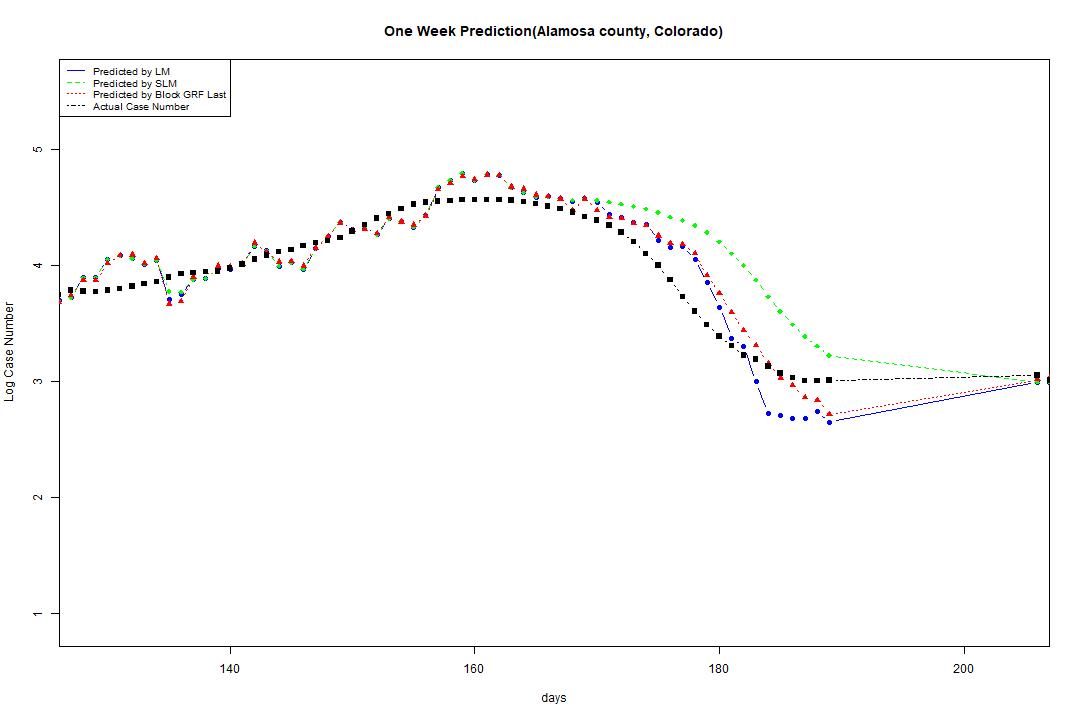 One Week Prediction(Alamosa county, Colorado)
Predicted by LM
Predicted by SLM
Predicted by Block GRF Last
Actual Case Number
5
4
3
2
1
Log Case Number
140 160 180 200
days